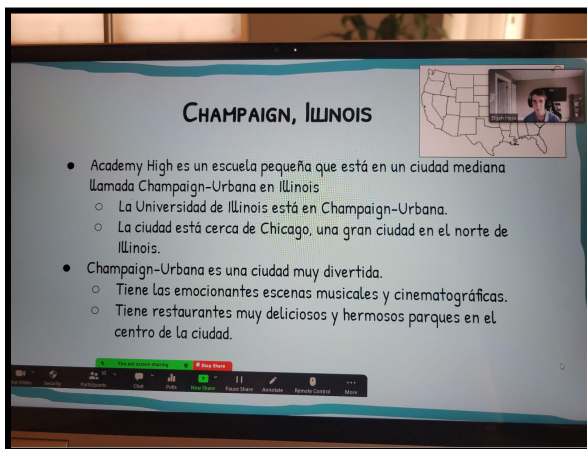 CHAMPAIGN, ILLINOIS
● Academy High es un escuela pequeña que está en un ciudad mediana
llamada Champaign-Urbana en Illinois
○ La Universidad de Illinois está en Champaign-Urbana.
○ La ciudad está cerca de Chicago, una gran ciudad en el norte de
Illinois.
● Champaign-Urbana es una ciudad muy divertida.
○ Tiene las emocionantes escenas musicales y cinematográficas.
○ Tiene restaurantes muy deliciosos y hermosos parques en el
centro de la ciudad.
You are screen sharing Stop Share
Video Security Participants Chat Polls New Share Pause Share Annotate Remote Control More